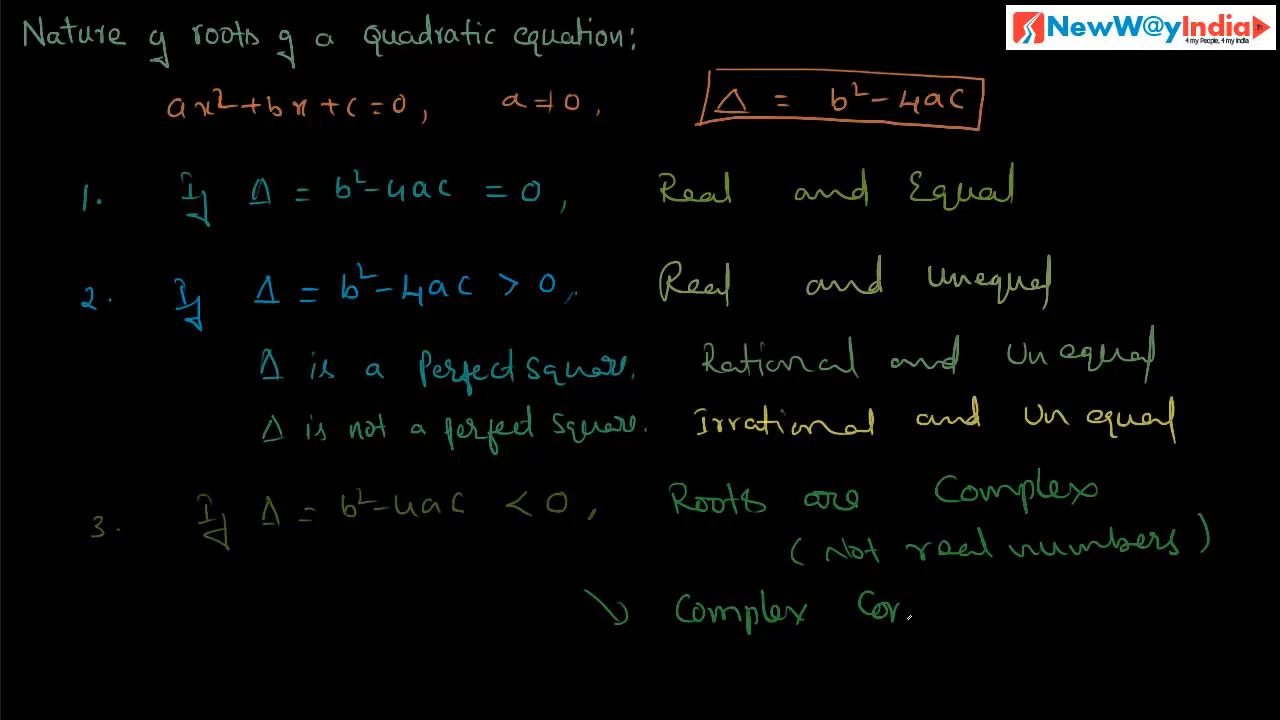 Nature of roots of a quadratic equation:
NewW@yIndia
4 my People, 4 my India
ax²+bx+c=0, a≠0, Δ = b²-4ac
1. If Δ = b²-4ac = 0, Real and Equal
2. If Δ = b²-4ac > 0, Real and unequal
Δ is a perfect square. Rational and Unequal
Δ is not a perfect square. Irrational and Unequal
3. If Δ = b²-4ac < 0, Roots are Complex
(Not real numbers)
Complex Con